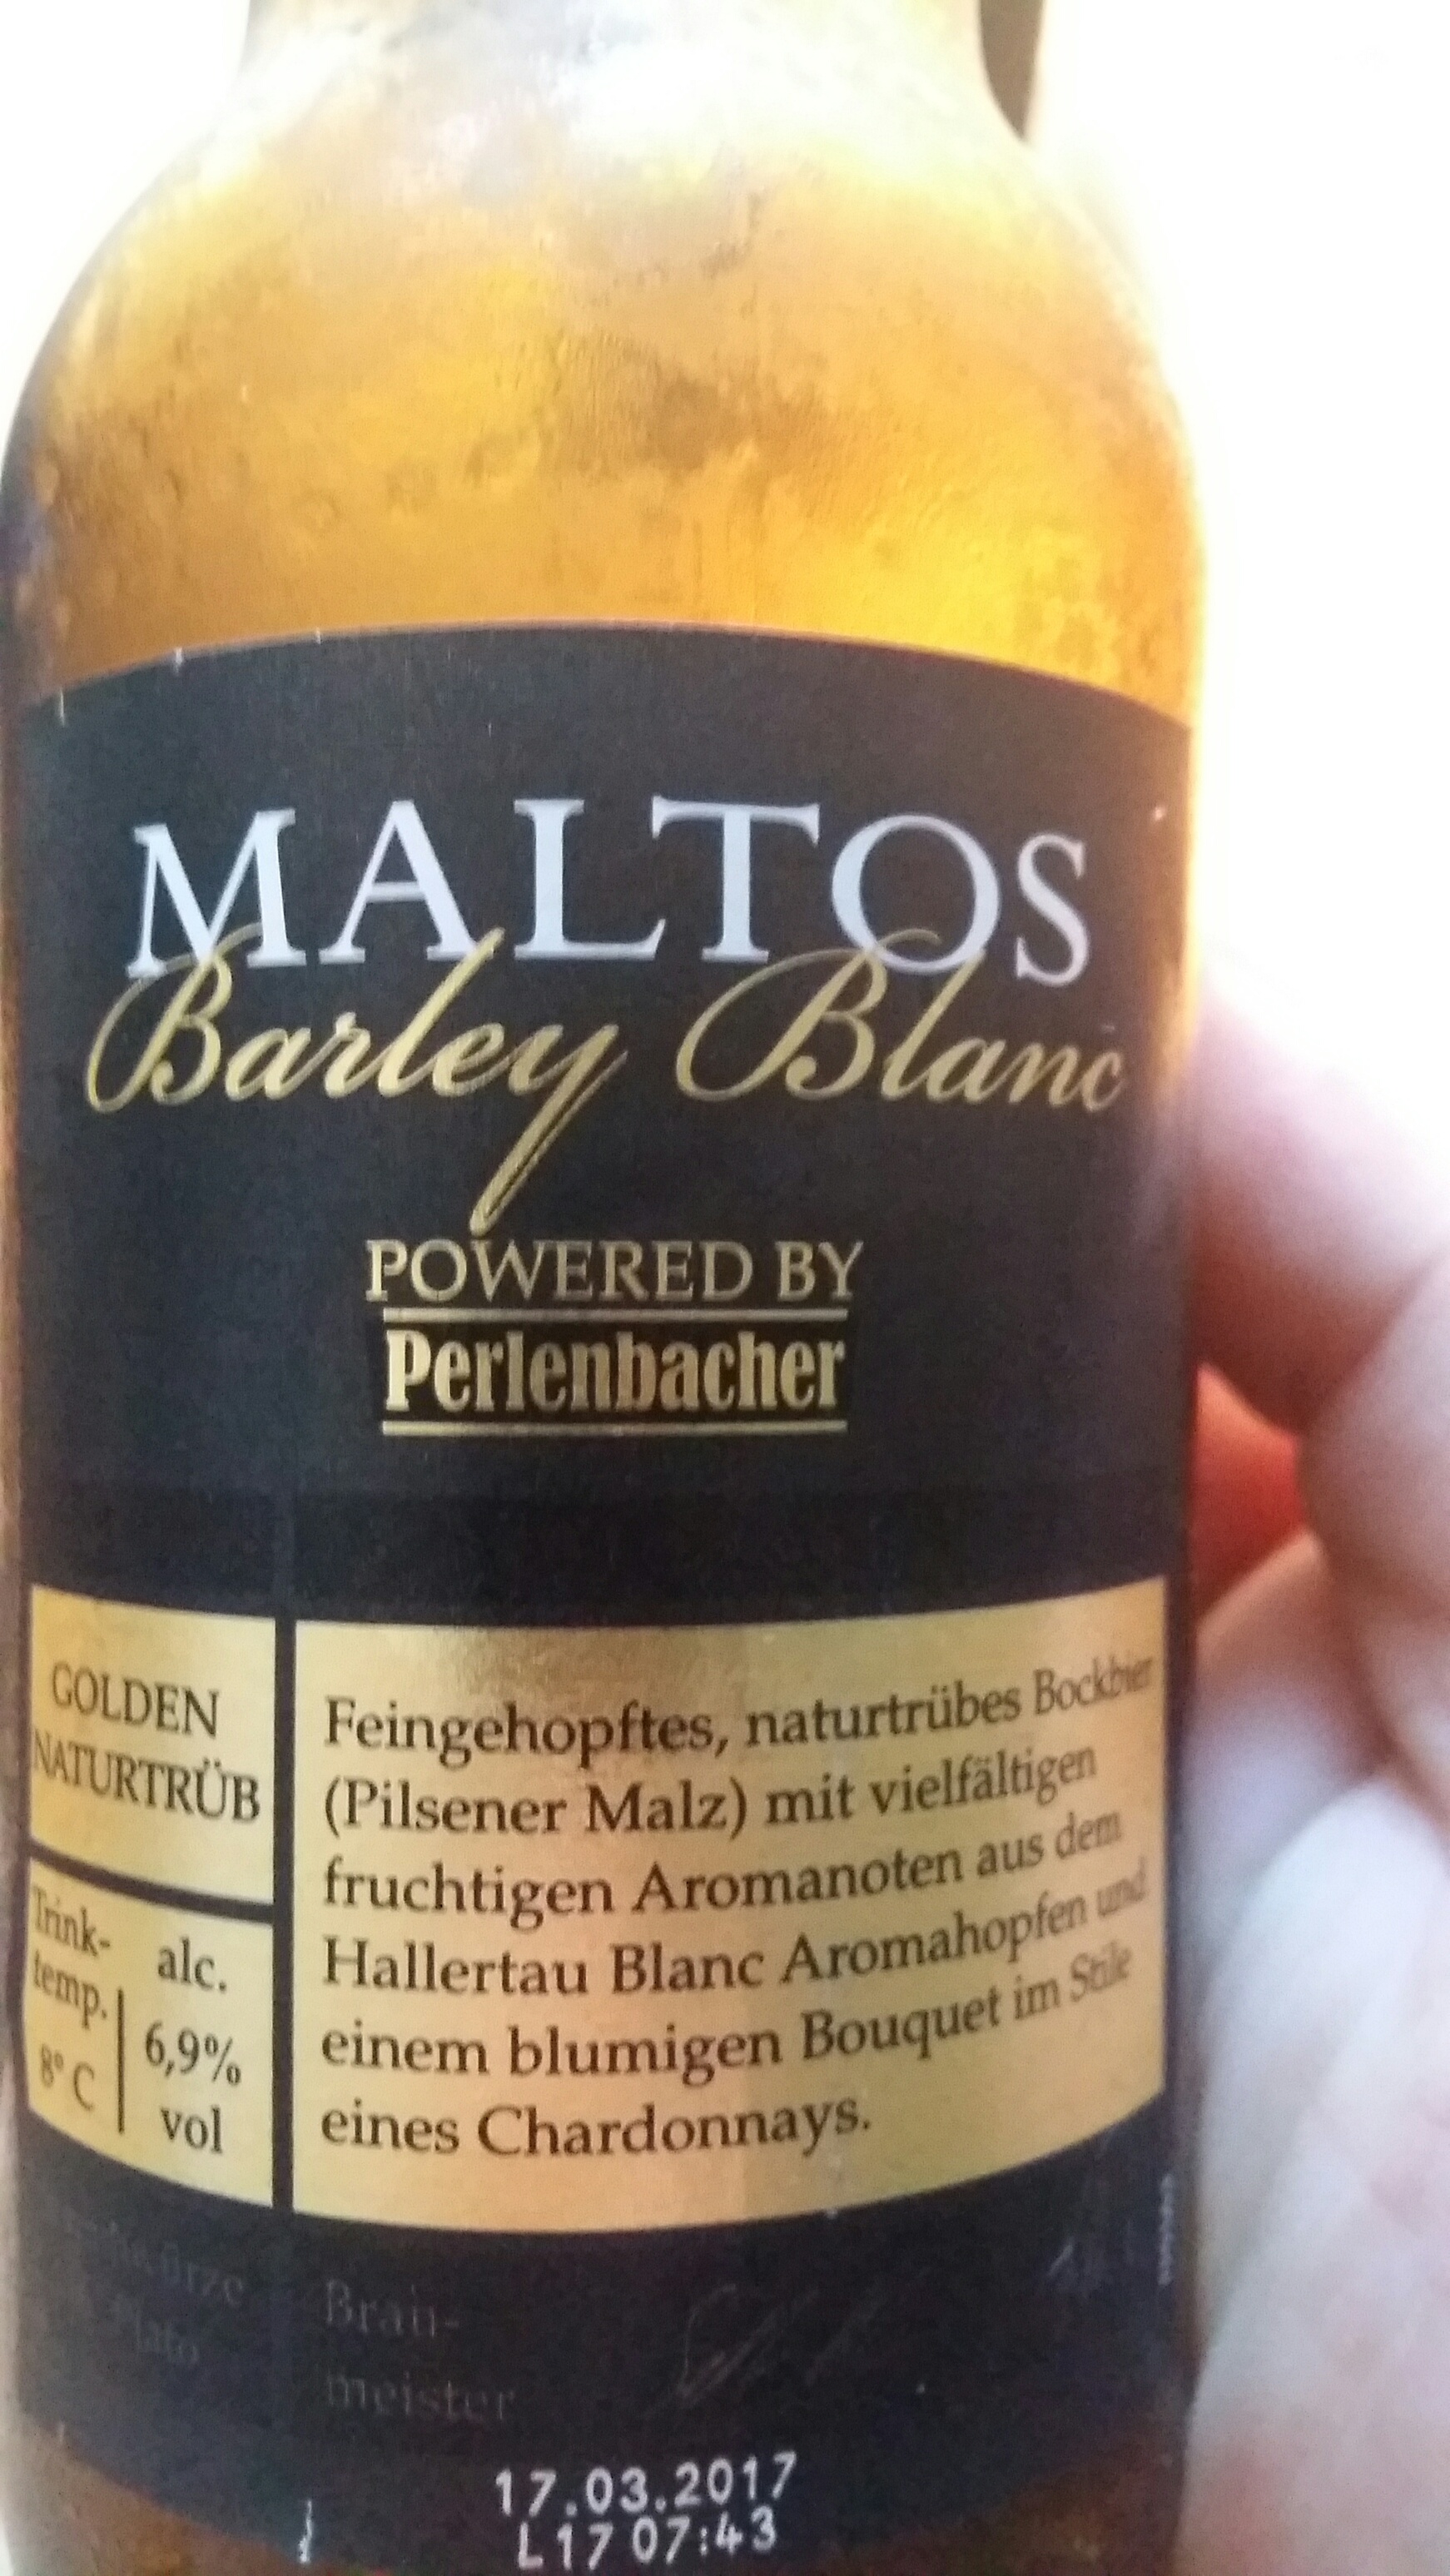 MALTOS
Barley Blanc
POWERED BY
Perlenbacher
GOLDEN
NATURTRÜB
Trink-
temp.
8° C
alc.
6,9%
vol
Feingehopftes, naturtrübes Bockbier
(Pilsener Malz) mit vielfältigen
fruchtigen Aromanoten aus dem
Hallertau Blanc Aromahopfen und
einem blumigen Bouquet im Stile
eines Chardonnays.
Brau-
meister
17.03.2017
L17 07:43